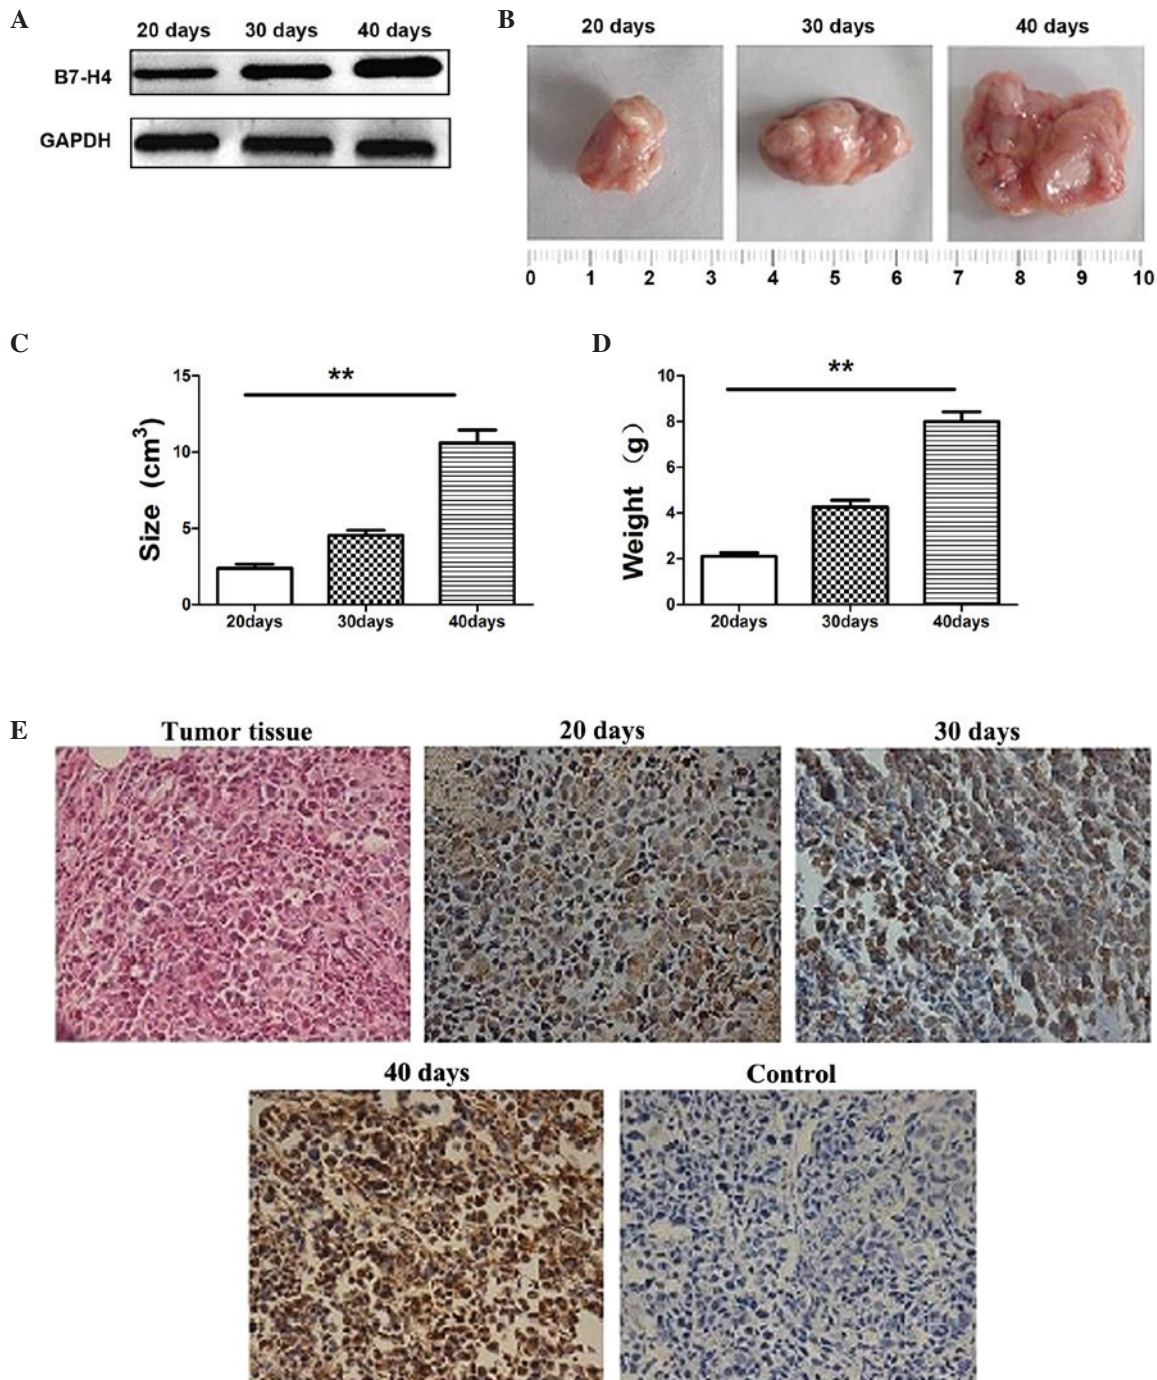 A
20 days 30 days 40 days
B7-H4
GAPDH
B
20 days 30 days 40 days
0 1 2 3 4 5 6 7 8 9 10
C
**
15
10
5
0
Size (cm³)
20days 30days 40days
D
**
10
8
6
4
2
0
Weight （g）
20days 30days 40days
E
Tumor tissue 20 days 30 days
40 days Control